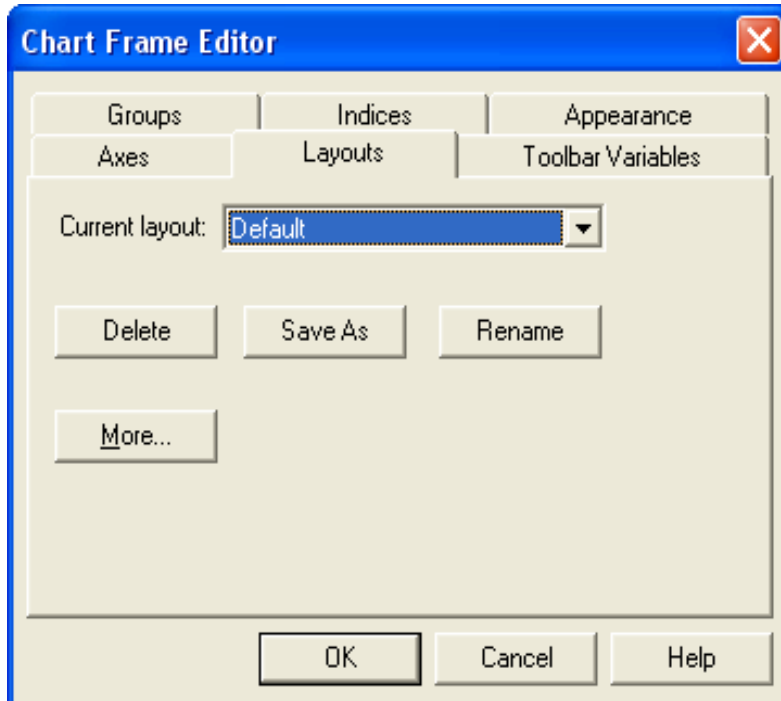 Chart Frame Editor
Groups Indices Appearance
Axes Layouts Toolbar Variables
Current layout: Default
Delete Save As Rename
More...
OK Cancel Help